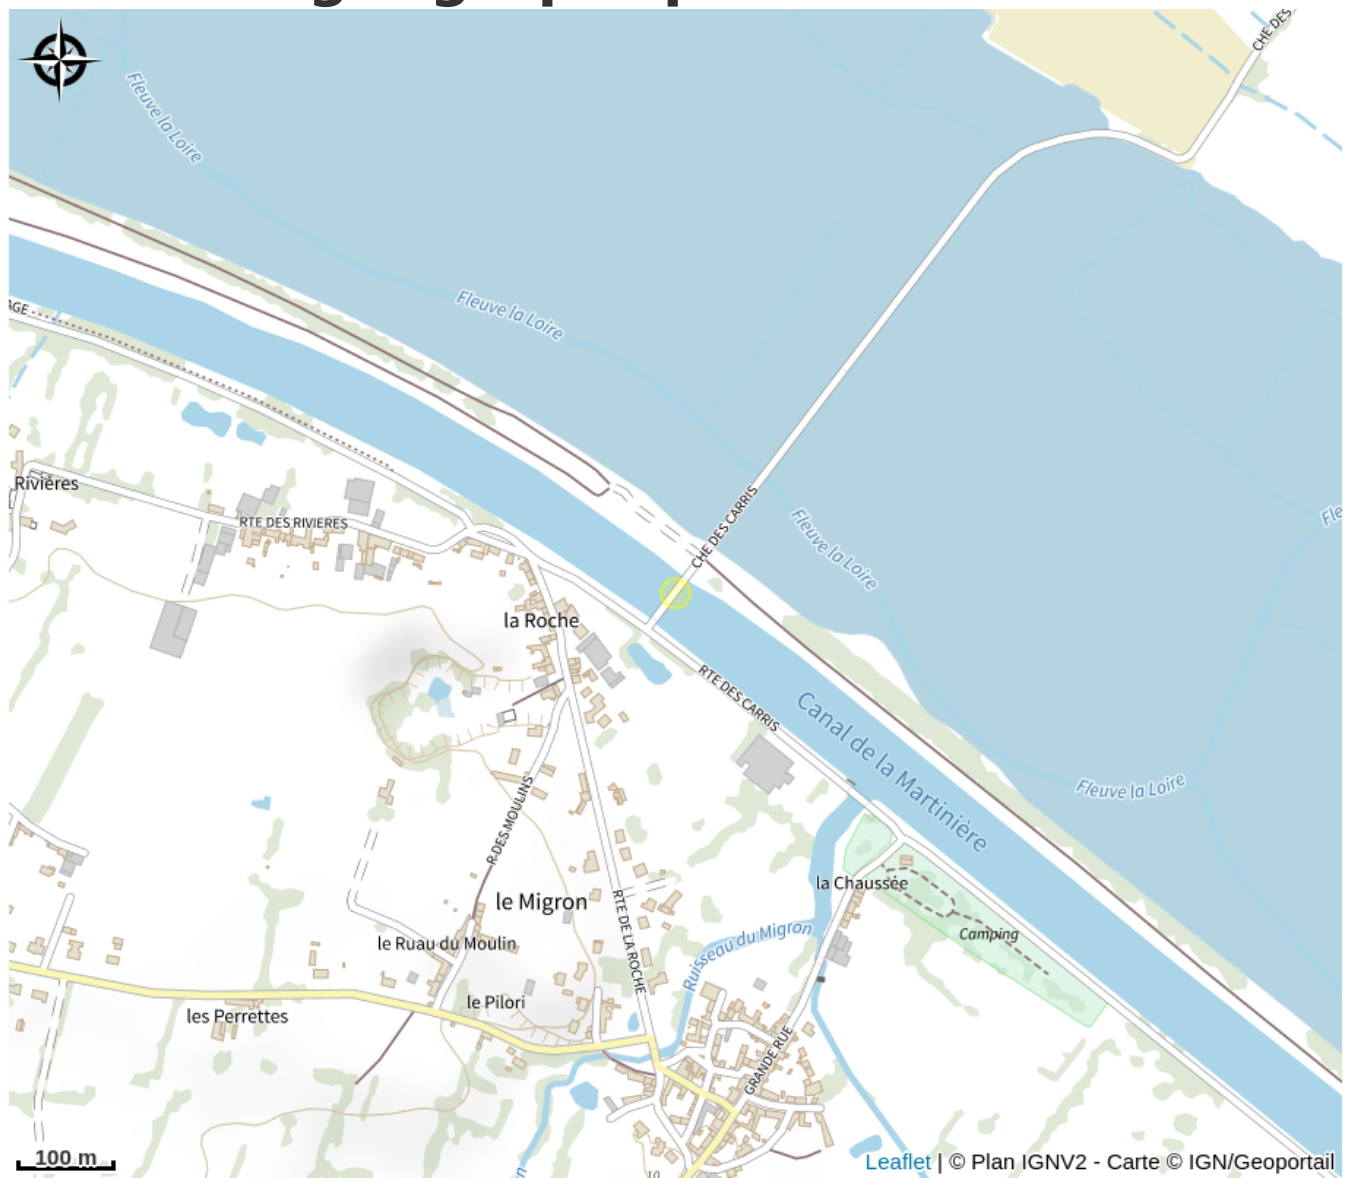 CHE DES
Fleuve la Loire
Fleuve la Loire
AGE
Rivières
RTE DES RIVIERES
CHE DES CARRIS
Fleuve la Loire
Fle
la Roche
RTE DES CARRIS
Canal de la Martinière
Fleuve la Loire
R DES MOULINS
la Chaussée
le Migron
RTE DE LA ROCHE
Camping
le Ruau du Moulin
Ruisseau du Migron
le Pilori
les Perrettes
GRANDE RUE
100 m
Leaflet | © Plan IGNV2 - Carte © IGN/Geoportail